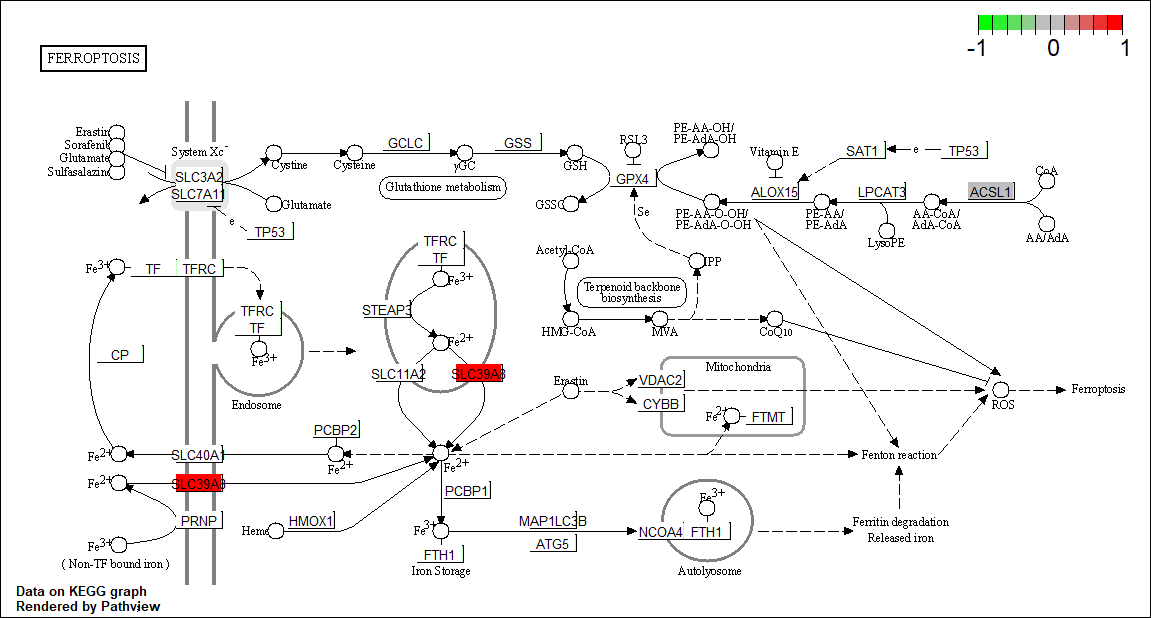 -1 0 1
FERROPTOSIS
Erastin
Sorafenib
Glutamate
Sulfasalazine
System Xc-
SLC3A2
SLC7A11
e
TP53
Cystine
Glutamate
Cysteine
GCLC
γGC
GSS
GSH
GSSG
Glutathione metabolism
RSL3
GPX4
Se
PE-AA-OH/
PE-AdA-OH
PE-AA-O-OH/
PE-AdA-O-OH
Vitamin E
ALOX15
SAT1
e
TP53
PE-AA/
PE-AdA
LPCAT3
LysoPE
AA-CoA/
AdA-CoA
ACSL1
CoA
AA/AdA
Fe3+
TF
TFRC
TFRC
TF
Fe3+
Endosome
CP
TFRC
TF
Fe3+
STEAP3
Fe2+
SLC11A2
Acetyl-CoA
IPP
Terpenoid backbone
biosynthesis
HMG-CoA
MVA
CoQ10
Erastin
VDAC2
CYBB
Mitochondria
Fe2+
FTMT
ROS
Ferroptosis
Fe2+
SLC40A1
PCBP2
Fe2+
Fe2+
Fenton reaction
Fe2+
PRNP
Fe3+
( Non-TF bound iron )
Heme
HMOX1
PCBP1
Fe3+
FTH1
Iron Storage
MAP1LC3B
ATG5
Fe3+
NCOA4
FTH1
Autolyosome
Ferritin degradation
Released iron
Data on KEGG graph
Rendered by Pathview